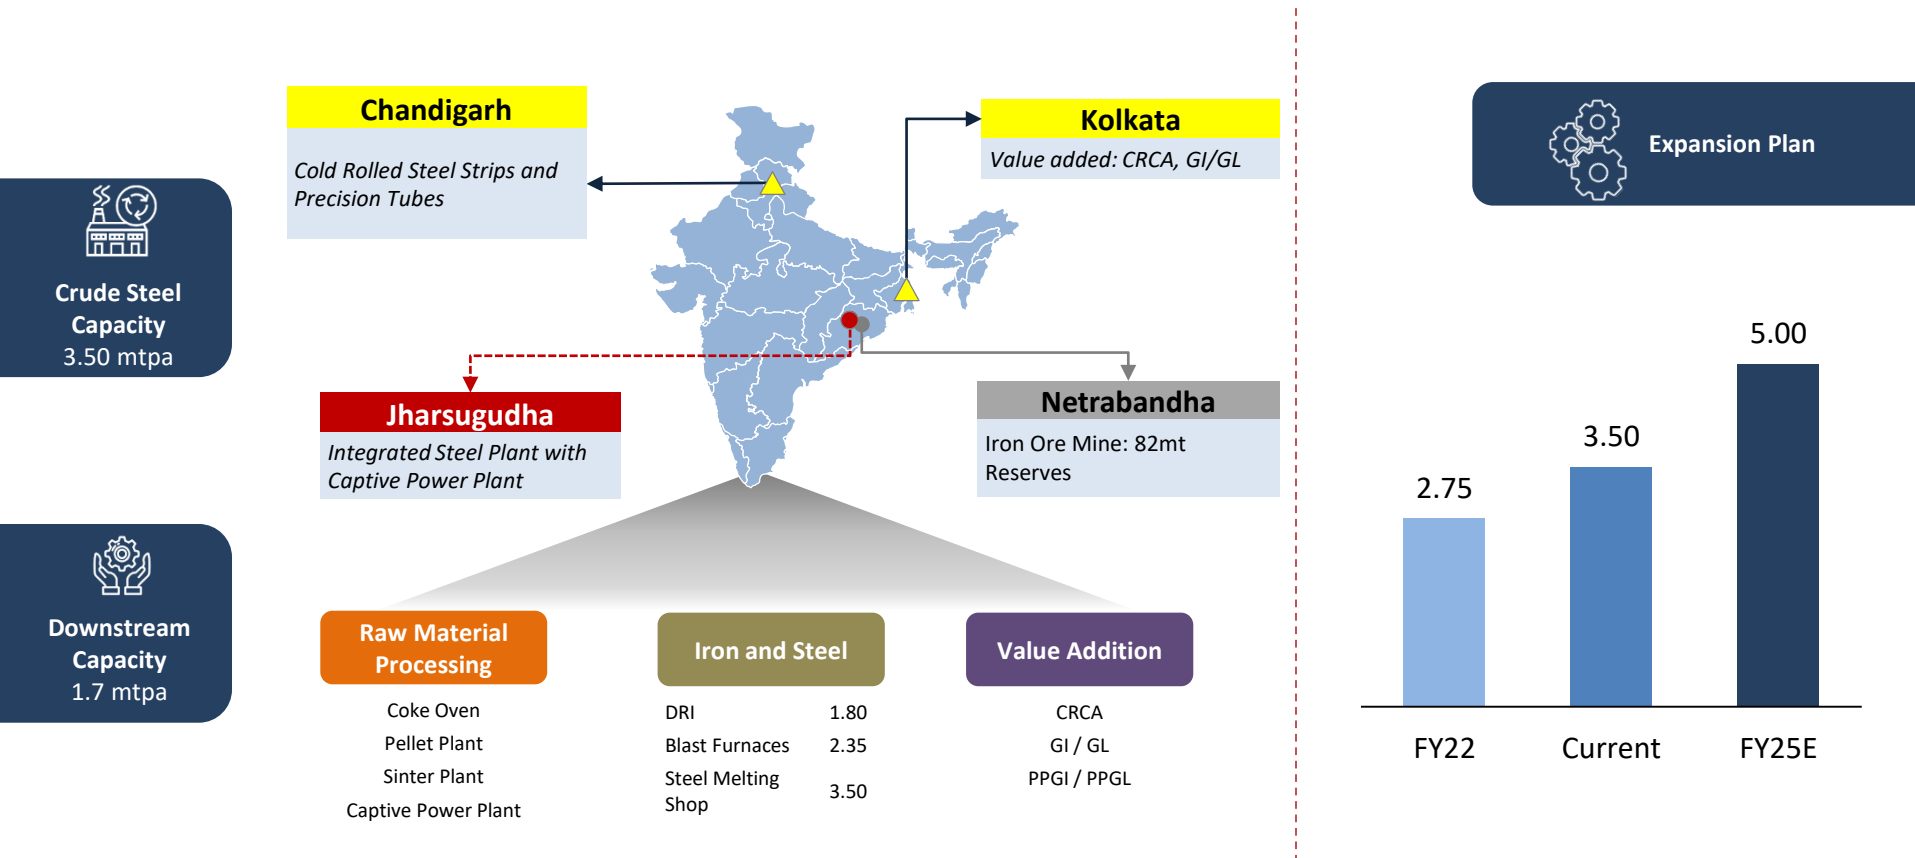 Crude Steel
Capacity
3.50 mtpa
Downstream
Capacity
1.7 mtpa
Chandigarh
Cold Rolled Steel Strips and
Precision Tubes
Kolkata
Value added: CRCA, GI/GL
Jharsugudha
Integrated Steel Plant with
Captive Power Plant
Netrabandha
Iron Ore Mine: 82mt
Reserves
Raw Material
Processing
Coke Oven
Pellet Plant
Sinter Plant
Captive Power Plant
Iron and Steel
DRI 1.80
Blast Furnaces 2.35
Steel Melting
Shop 3.50
Value Addition
CRCA
GI / GL
PPGI / PPGL
Expansion Plan
2.75
3.50
5.00
FY22 Current FY25E